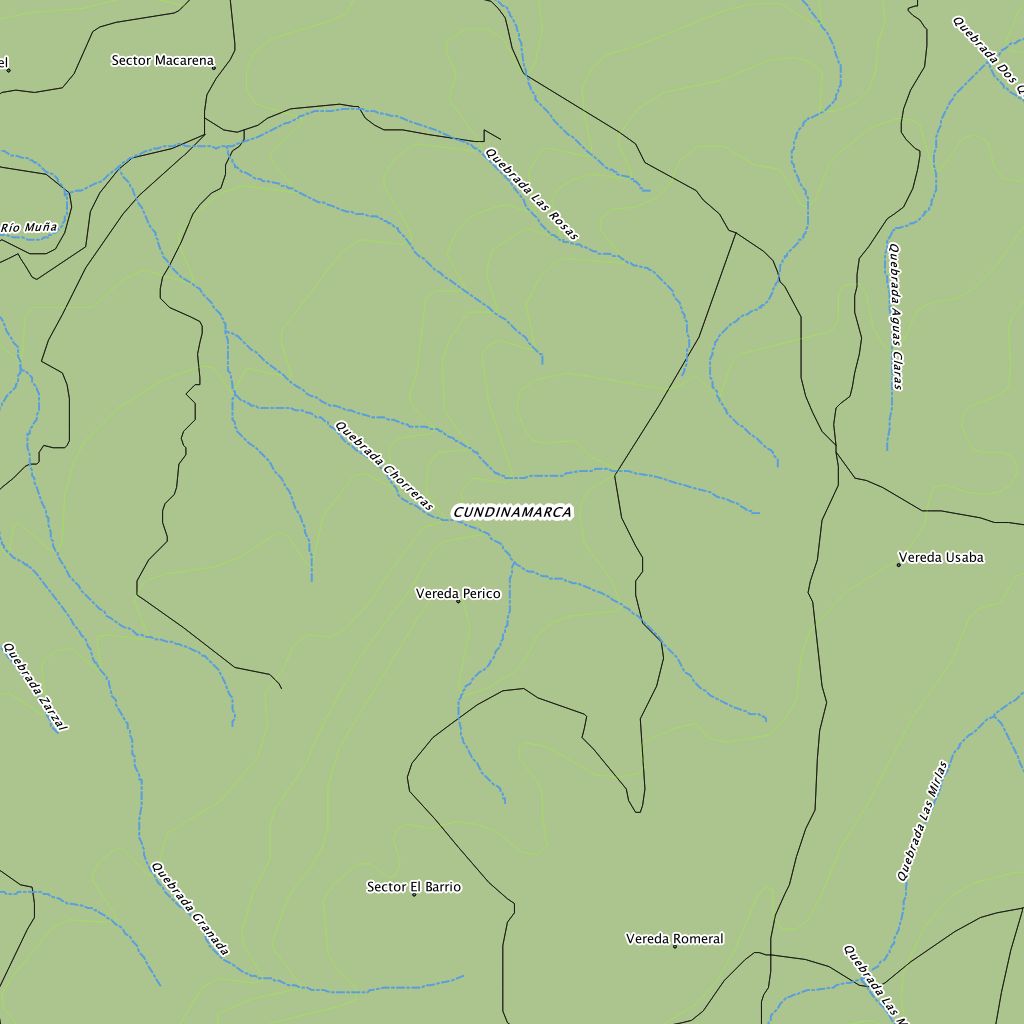 Quebrada Dos Q
Sector Macarena
el
Quebrada Las Rosas
Río Muña
Quebrada Aguas Claras
Quebrada Chorreras
CUNDINAMARCA
Vereda Usaba
Vereda Perico
Quebrada Zarzal
Quebrada Las Mirlas
Quebrada Granada
Sector El Barrio
Vereda Romeral
Quebrada Las M